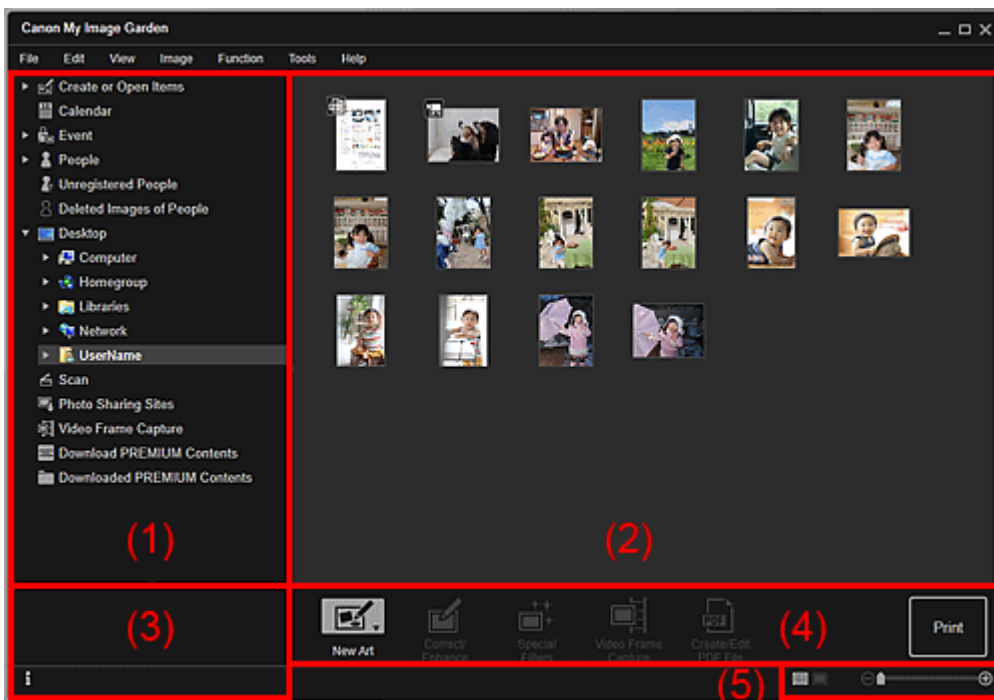 Canon My Image Garden
File Edit View Image Function Tools Help
Create or Open Items
Calendar
Event
People
Unregistered People
Deleted Images of People
Desktop
Computer
Homegroup
Libraries
Network
UserName
Scan
Photo Sharing Sites
Video Frame Capture
Download PREMIUM Contents
Downloaded PREMIUM Contents
(1)
(2)
(3)
New Art
Correct/
Enhance
Special
Filters
Video Frame
Capture
PDF
Create/Edit
PDF File
(4)
Print
(5)